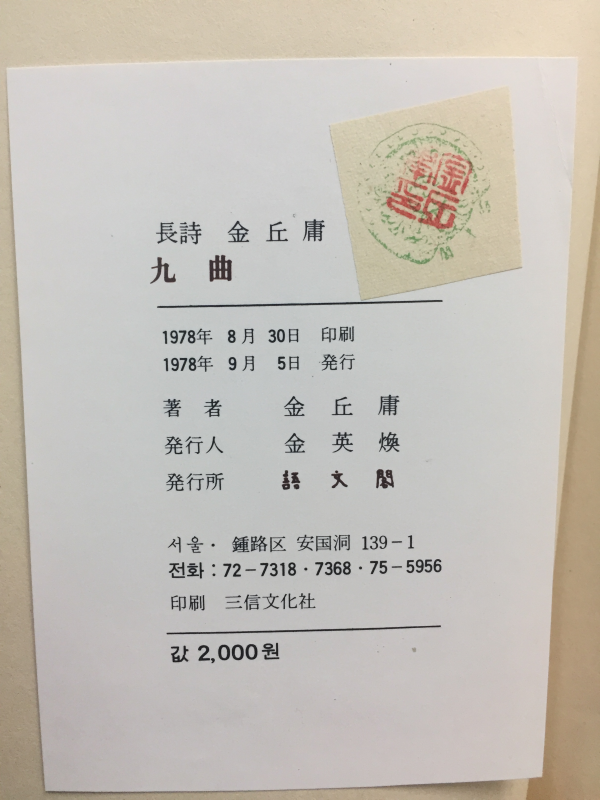 長詩 金丘庸
九曲
1978年 8月 30日 印刷
1978年 9月 5日 発行
著者 金丘庸
発行人 金英煥
発行所 語文閣
서울· 鍾路区 安国洞 139-1
전화 : 72-7318·7368·75-5956
印刷 三信文化社
값 2,000원